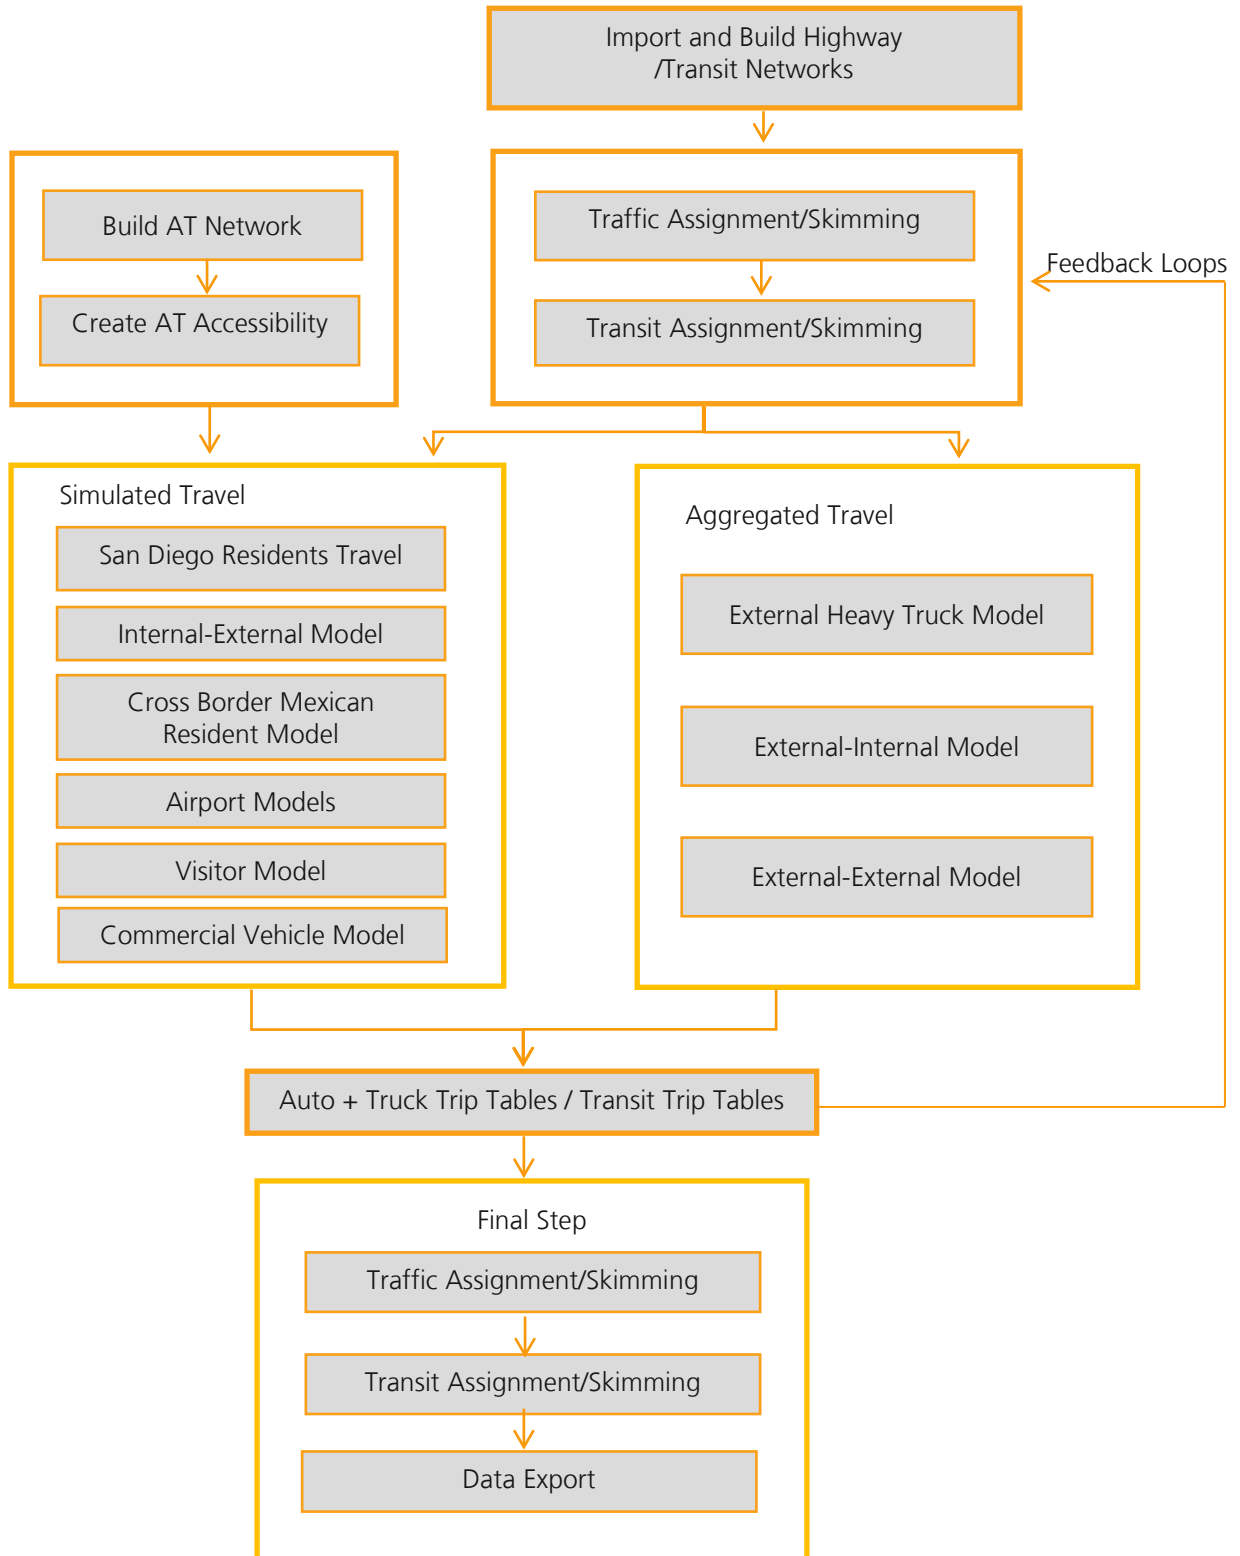 Import and Build Highway
/Transit Networks
Build AT Network
Create AT Accessibility
Traffic Assignment/Skimming
Transit Assignment/Skimming
Feedback Loops
Simulated Travel
San Diego Residents Travel
Internal-External Model
Cross Border Mexican
Resident Model
Airport Models
Visitor Model
Commercial Vehicle Model
Aggregated Travel
External Heavy Truck Model
External-Internal Model
External-External Model
Auto + Truck Trip Tables / Transit Trip Tables
Final Step
Traffic Assignment/Skimming
Transit Assignment/Skimming
Data Export